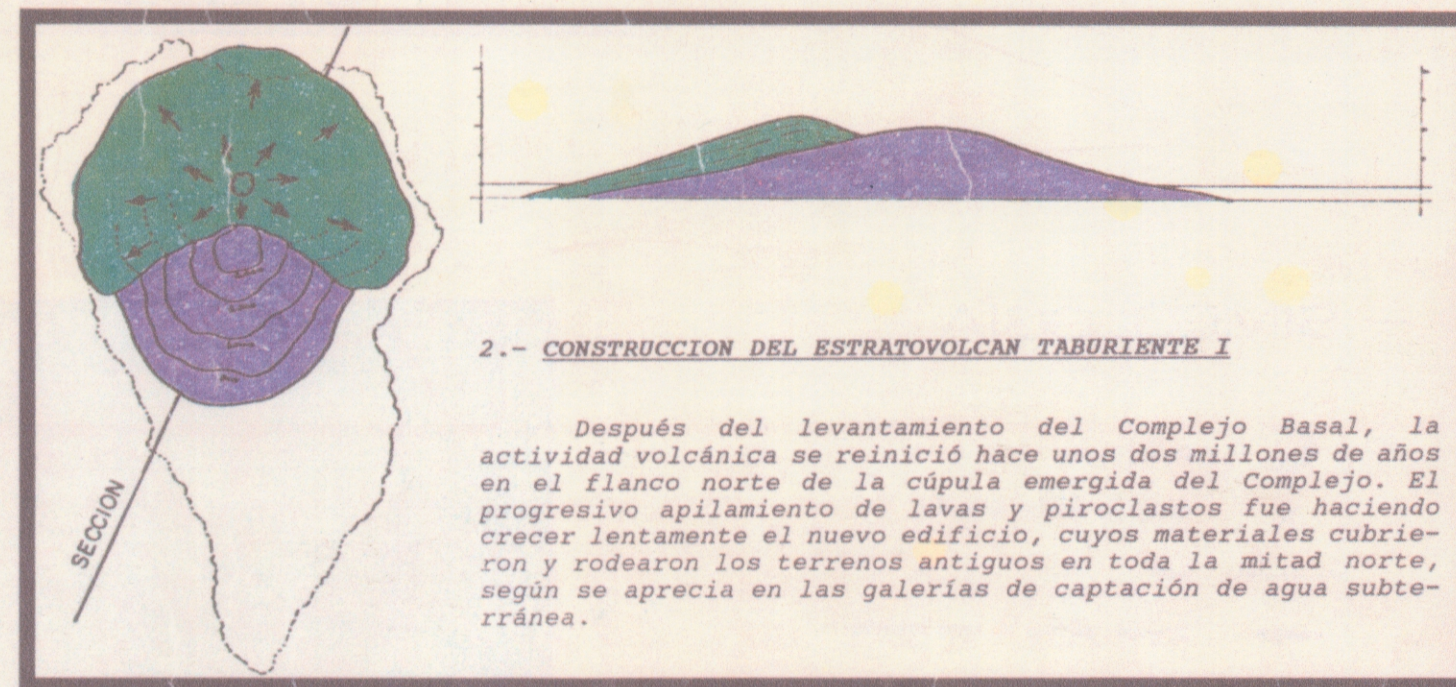 SECCION
2.- CONSTRUCCION DEL ESTRATOVOLCAN TABURIENTE I
Después del levantamiento del Complejo Basal, la
actividad volcánica se reinició hace unos dos millones de años
en el flanco norte de la cúpula emergida del Complejo. El
progresivo apilamiento de lavas y piroclastos fue haciendo
crecer lentamente el nuevo edificio, cuyos materiales cubrie-
ron y rodearon los terrenos antiguos en toda la mitad norte,
según se aprecia en las galerías de captación de agua subte-
rránea.